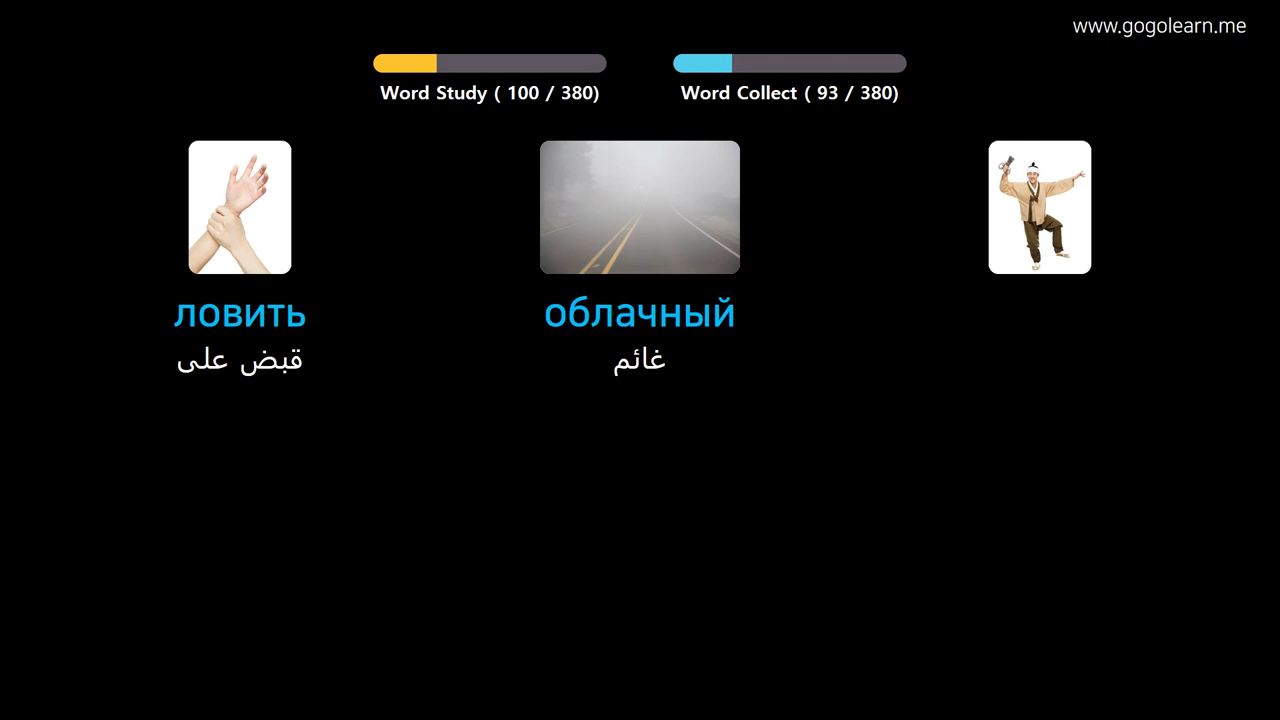 www.gogolearn.me
Word Study ( 100 / 380)
Word Collect ( 93 / 380)
ловить
облачный
قبض على
غائم